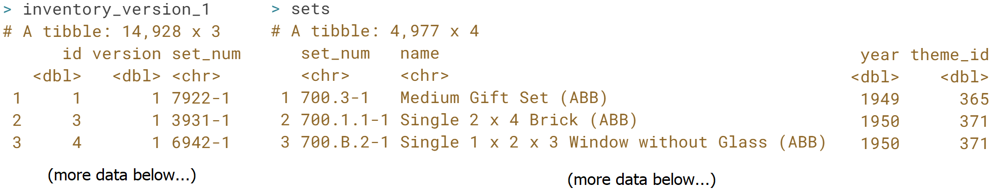 > inventory_version_1
# A tibble: 14,928 x 3
id version set_num
<dbl> <dbl> <chr>
1 1 1 7922-1
2 3 1 3931-1
3 4 1 6942-1
(more data below...)
> sets
# A tibble: 4,977 x 4
set_num name year theme_id
<chr> <chr> <dbl> <dbl>
1 700.3-1 Medium Gift Set (ABB) 1949 365
2 700.1.1-1 Single 2 x 4 Brick (ABB) 1950 371
3 700.B.2-1 Single 1 x 2 x 3 Window without Glass (ABB) 1950 371
(more data below...)